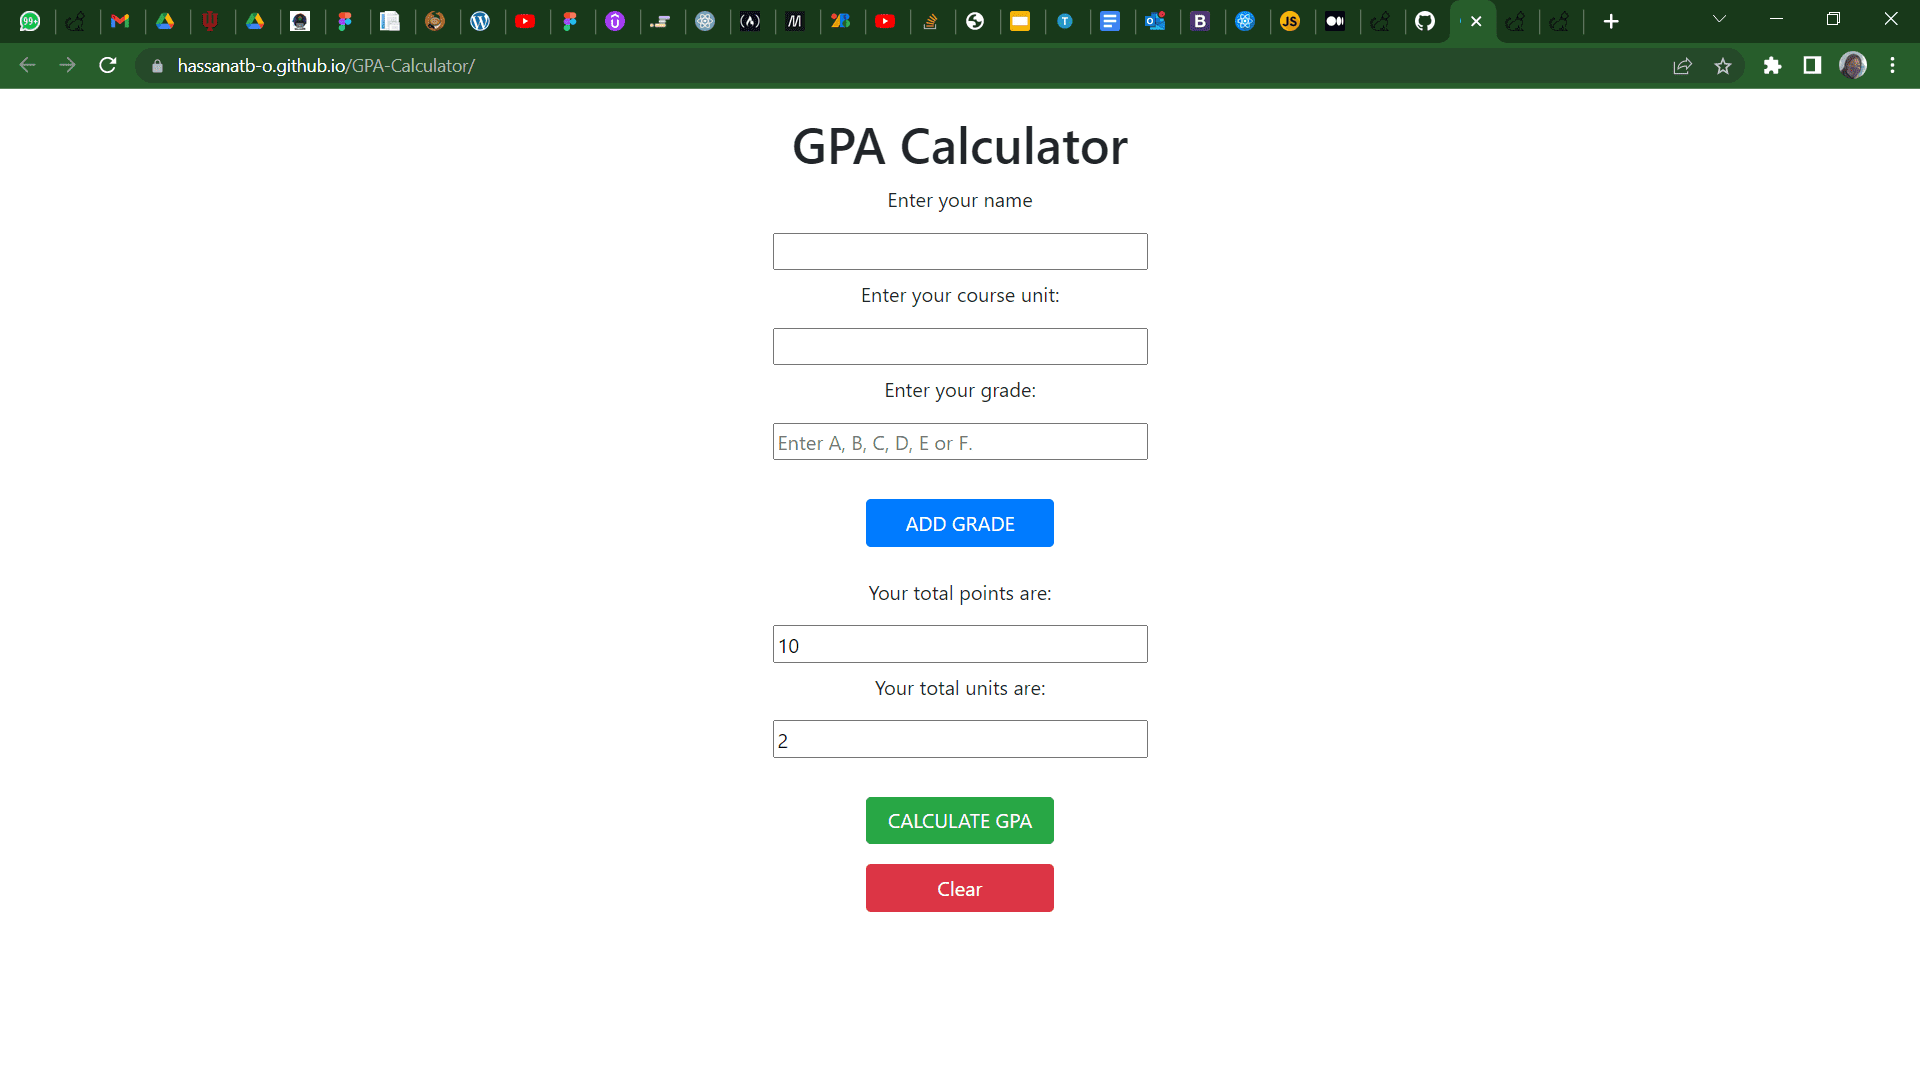 99+
hassanatb-o.github.io/GPA-Calculator/
GPA Calculator
Enter your name
Enter your course unit:
Enter your grade:
Enter A, B, C, D, E or F.
ADD GRADE
Your total points are:
10
Your total units are:
2
CALCULATE GPA
Clear